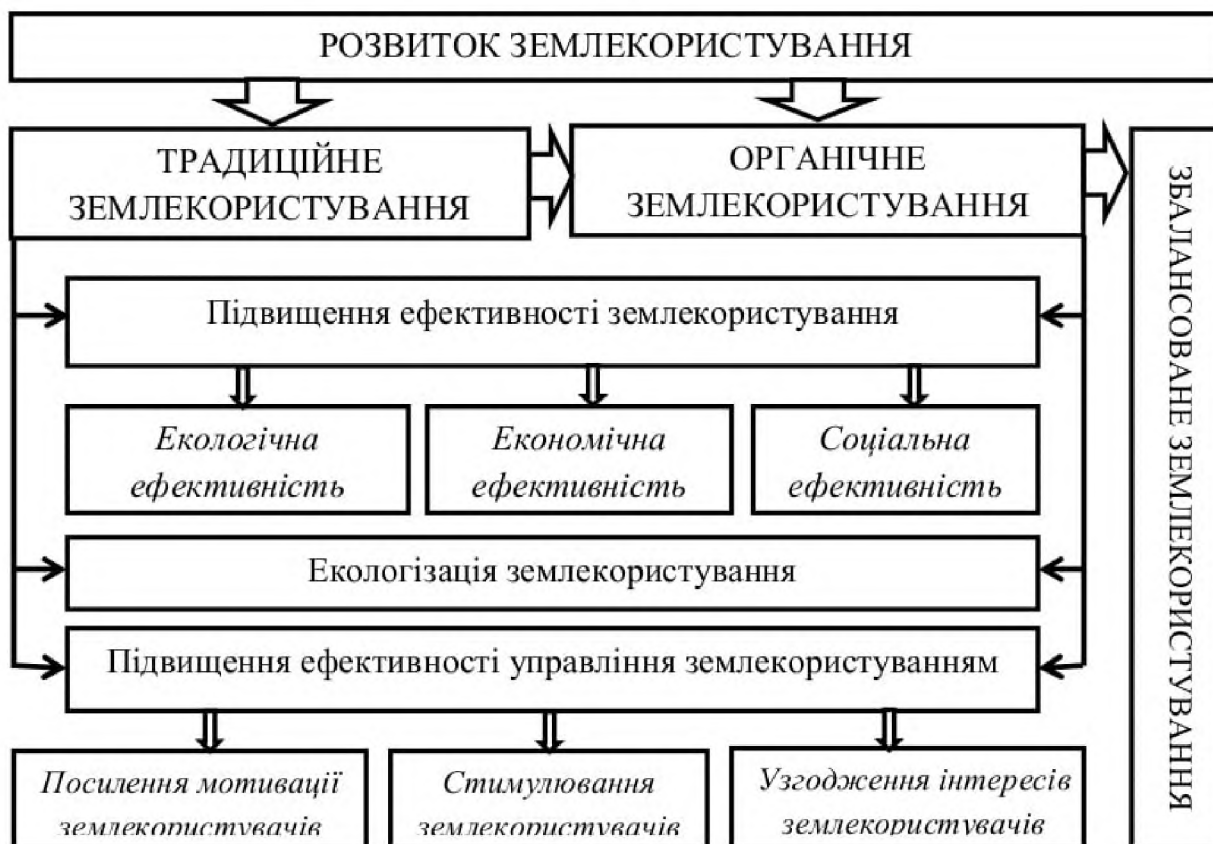 РОЗВИТОК ЗЕМЛЕКОРИСТУВАННЯ
ТРАДИЦІЙНЕ
ЗЕМЛЕКОРИСТУВАННЯ
ОРГАНІЧНЕ
ЗЕМЛЕКОРИСТУВАННЯ
ЗБАЛАНСОВАНЕ ЗЕМЛЕКОРИСТУВАННЯ
Підвищення ефективності землекористування
Екологічна
ефективність
Економічна
ефективність
Соціальна
ефективність
Екологізація землекористування
Підвищення ефективності управління землекористуванням
Посилення мотивації
землекористувачів
Стимулювання
землекористувачів
Узгодження інтересів
землекористувачів